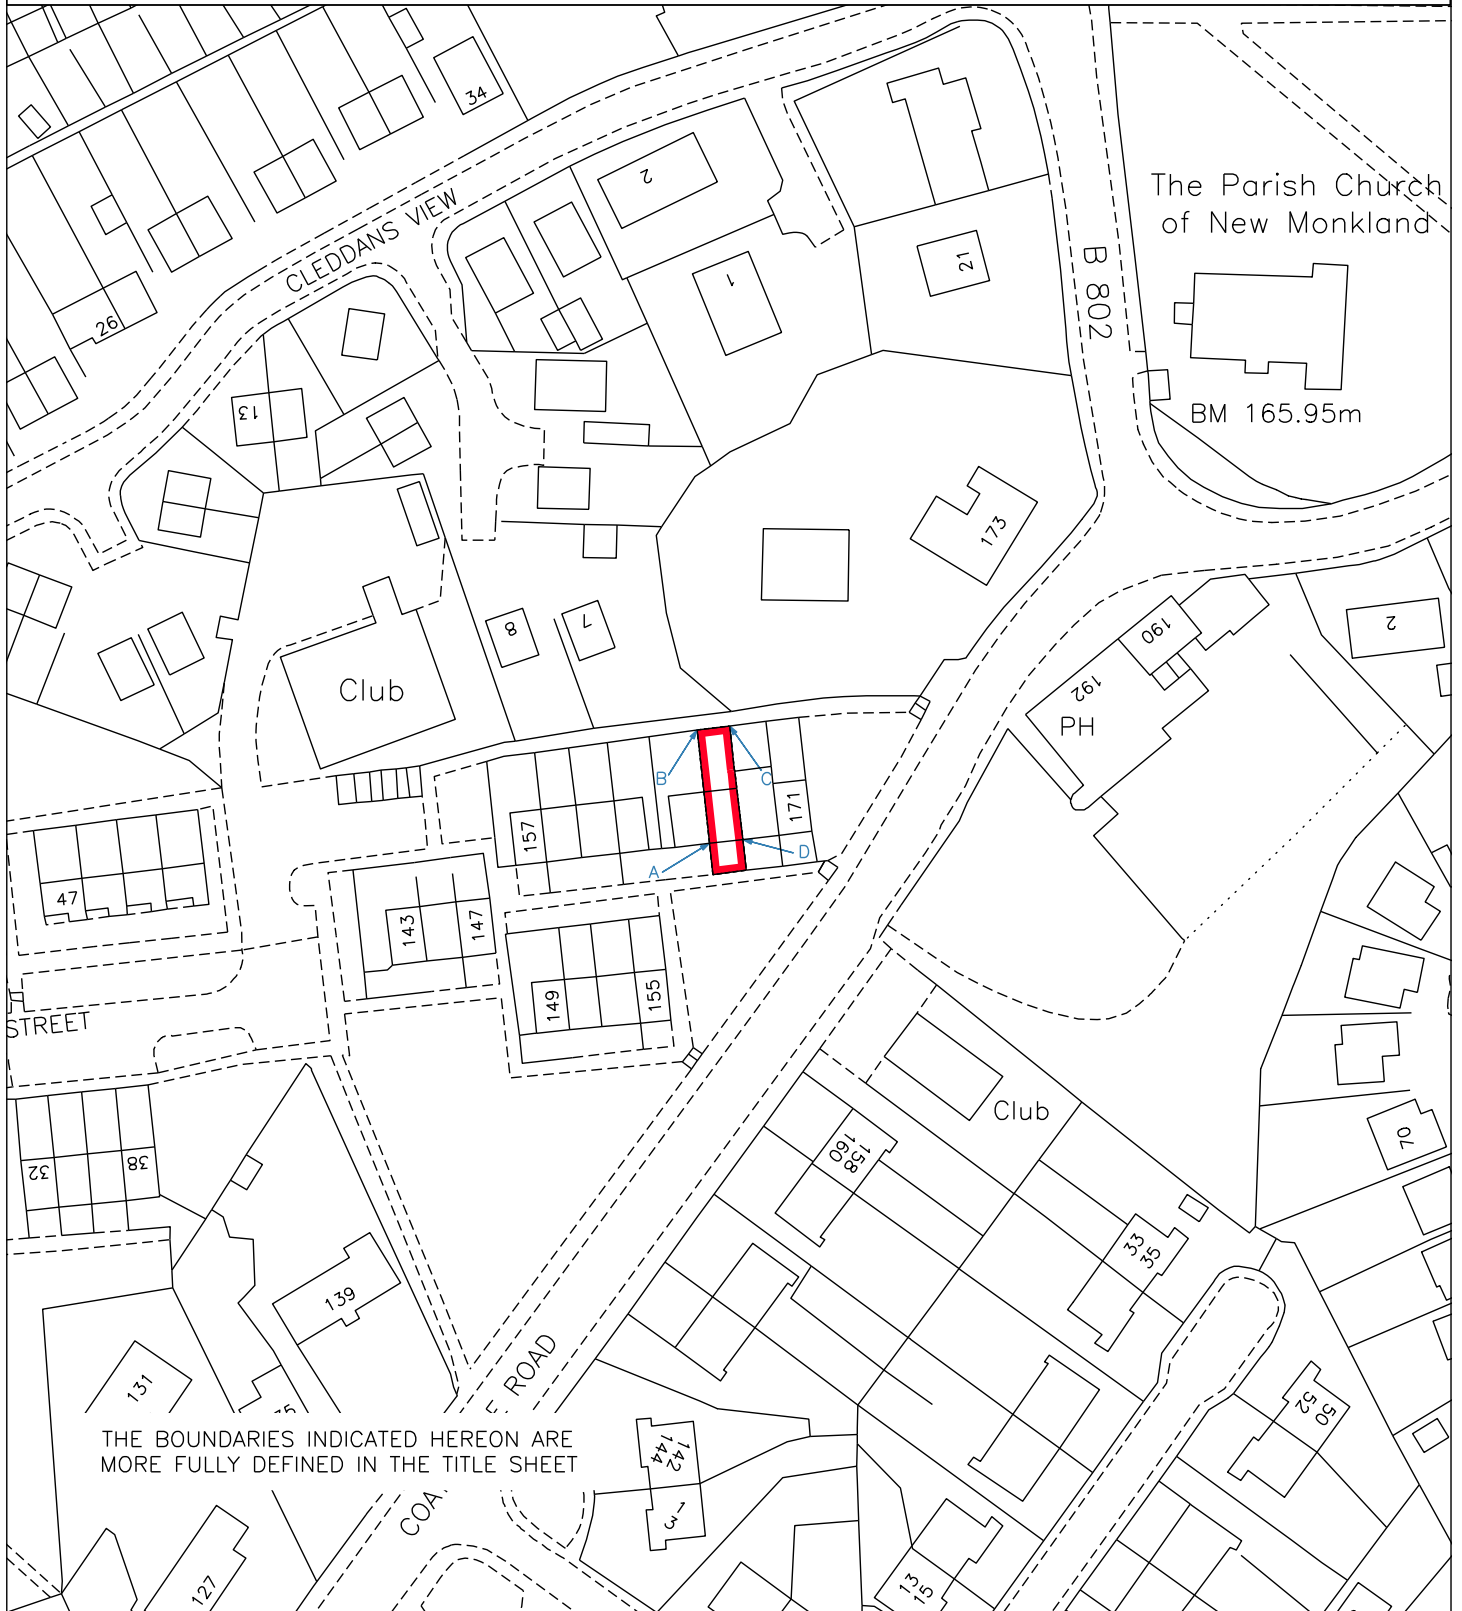 34
2
CLEDDANS VIEW
The Parish Church
of New Monkland
21
1
B 802
26
BM 165.95m
13
173
8
7
190
2
Club
192
PH
B
C
157
171
A
D
47
143
147
149
155
STREET
Club
158
160
70
32
38
33
35
139
131
ROAD
50
52
THE BOUNDARIES INDICATED HEREON ARE
MORE FULLY DEFINED IN THE TITLE SHEET
142
144
1-3
COA
127
13
15